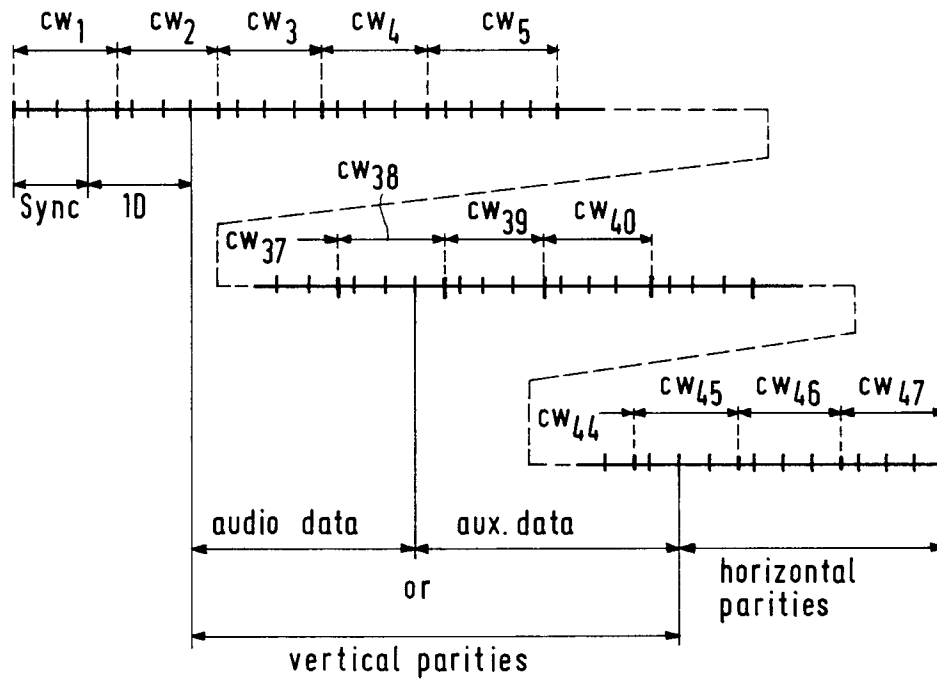 cw1 cw2 cw3 cw4 cw5
Sync 1D
cw38
cw37 cw39 cw40
cw44 cw45 cw46 cw47
audio data aux. data
or
horizontal
parities
vertical parities